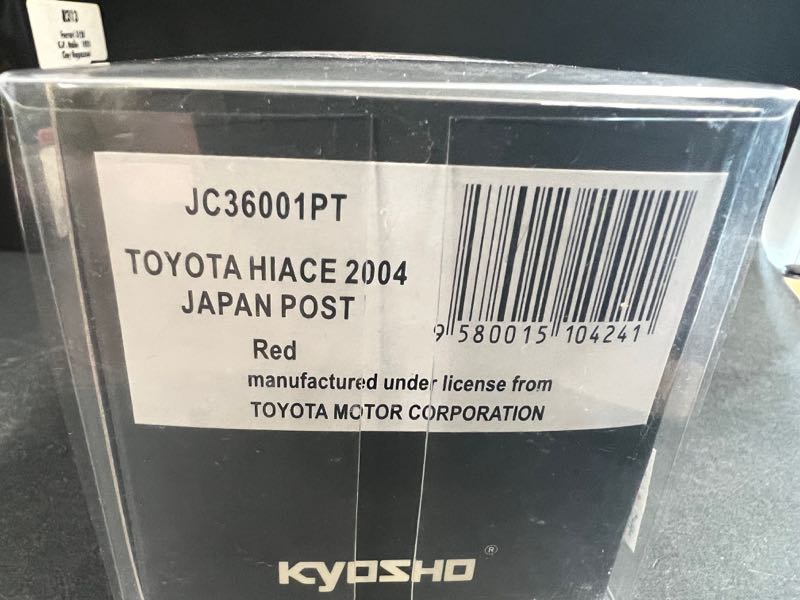 JC36001PT
TOYOTA HIACE 2004
JAPAN POST
Red
manufactured under license from
TOYOTA MOTOR CORPORATION
9 580015 104241
KYOSHO®